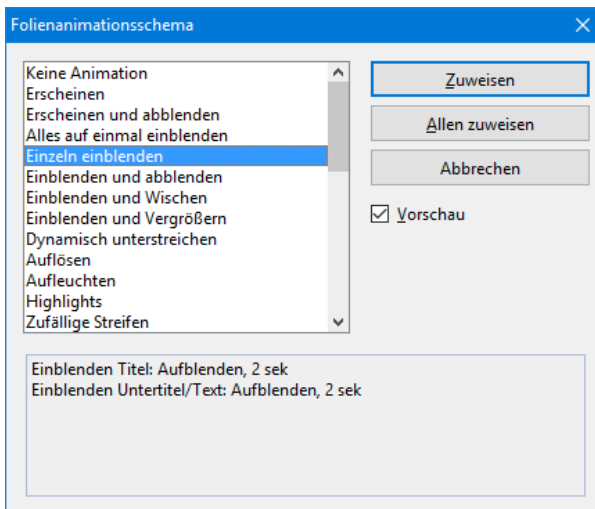 Folienanimationsschema
Keine Animation
Erscheinen
Erscheinen und abblenden
Alles auf einmal einblenden
Einzeln einblenden
Einblenden und abblenden
Einblenden und Wischen
Einblenden und Vergrößern
Dynamisch unterstreichen
Auflösen
Aufleuchten
Highlights
Zufällige Streifen
Zuweisen
Allen zuweisen
Abbrechen
Vorschau
Einblenden Titel: Aufblenden, 2 sek
Einblenden Untertitel/Text: Aufblenden, 2 sek